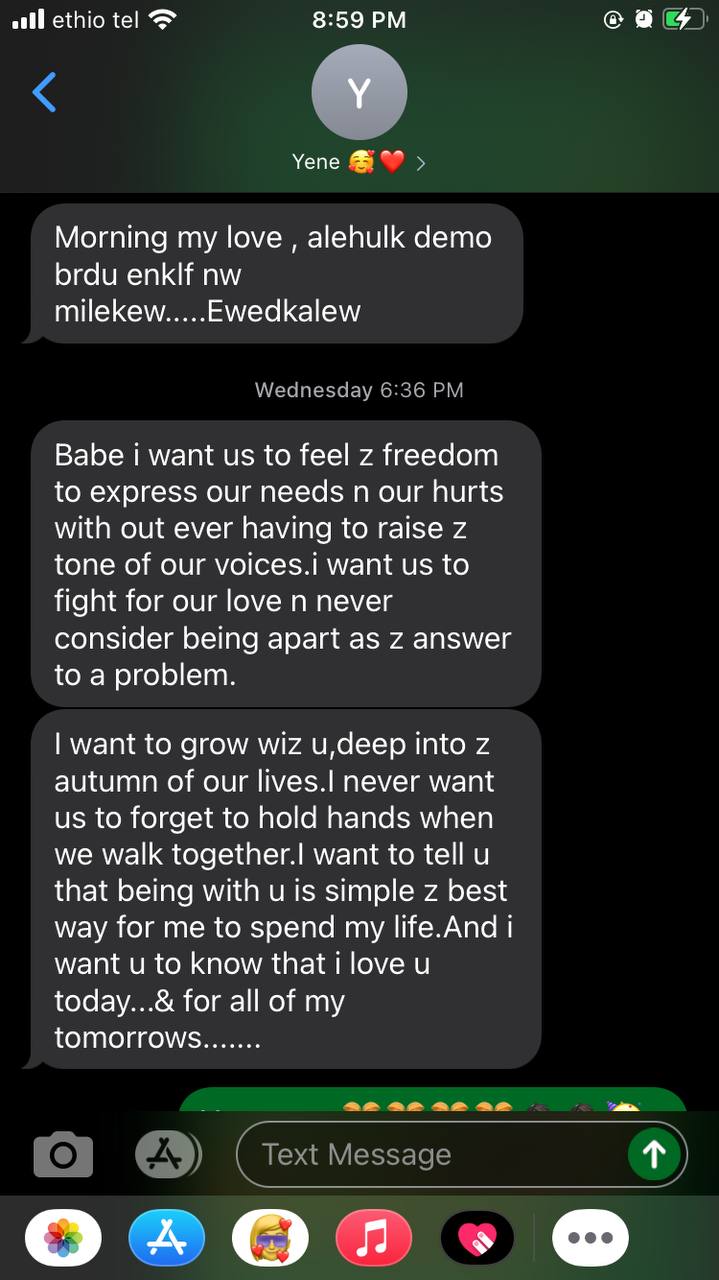 ethio tel 8:59 PM
Y
Yene 🥰❤️ >
Morning my love , alehulk demo
brdu enklf nw
milekew.....Ewedkalew
Wednesday 6:36 PM
Babe i want us to feel z freedom
to express our needs n our hurts
with out ever having to raise z
tone of our voices.i want us to
fight for our love n never
consider being apart as z answer
to a problem.
I want to grow wiz u,deep into z
autumn of our lives.I never want
us to forget to hold hands when
we walk together.I want to tell u
that being with u is simple z best
way for me to spend my life.And i
want u to know that i love u
today...& for all of my
tomorrows.......
Text Message